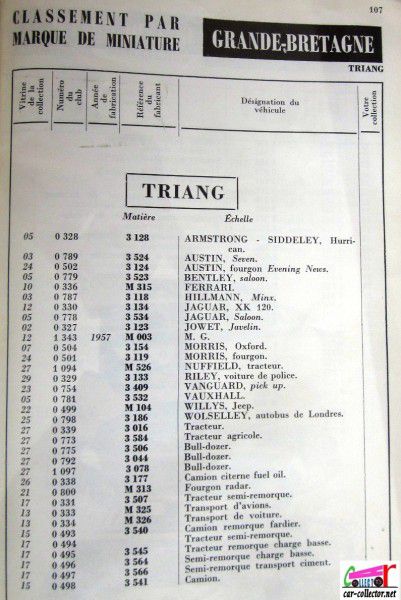 107
CLASSEMENT PAR
MARQUE DE MINIATURE
GRANDE-BRETAGNE
TRIANG
Vitrine de la collection
Numéro du club
Année de fabrication
Référence du fabricant
Désignation du véhicule
Votre collection
TRIANG
Matière Échelle
05 0 328 3 128 ARMSTRONG - SIDDELEY, Hurri-
can.
03 0 789 3 524 AUSTIN, Seven.
24 0 502 3 124 AUSTIN, fourgon Evening News.
05 0 779 3 523 BENTLEY, saloon.
10 0 336 M 315 FERRARI.
03 0 787 3 118 HILLMANN, Minx.
12 0 330 3 134 JAGUAR, XK 120.
05 0 778 3 534 JAGUAR, Saloon.
02 0 327 3 123 JOWET, Javelin.
12 1 343 1957 M 003 M. G.
07 0 504 3 154 MORRIS, Oxford.
24 0 501 3 119 MORRIS, fourgon.
27 1 094 M 526 NUFFIELD, tracteur.
29 0 329 3 133 RILEY, voiture de police.
23 0 754 3 409 VANGUARD, pick up.
05 0 781 3 532 VAUXHALL.
22 0 499 M 104 WILLYS, Jeep.
25 0 798 3 186 WOLSELLEY, autobus de Londres.
27 0 339 3 016 Tracteur.
27 0 773 3 584 Tracteur agricole.
27 0 775 3 506 Bull-dozer.
27 0 792 3 044 Bull-dozer.
27 1 097 3 078 Bull-dozer.
26 0 338 3 177 Camion citerne fuel oil.
21 0 800 M 313 Fourgon radar.
17 0 331 3 507 Tracteur semi-remorque.
13 0 333 M 325 Transport d'avions.
13 0 334 M 326 Transport de voiture.
15 0 493 3 540 Camion remorque fardier.
17 0 494 Tracteur semi-remorque.
17 0 495 3 545 Tracteur remorque charge basse.
17 0 496 3 564 Semi-remorque charge basse.
17 0 497 3 566 Semi-remorque transport ciment.
15 0 498 3 541 Camion.
car-collector.net